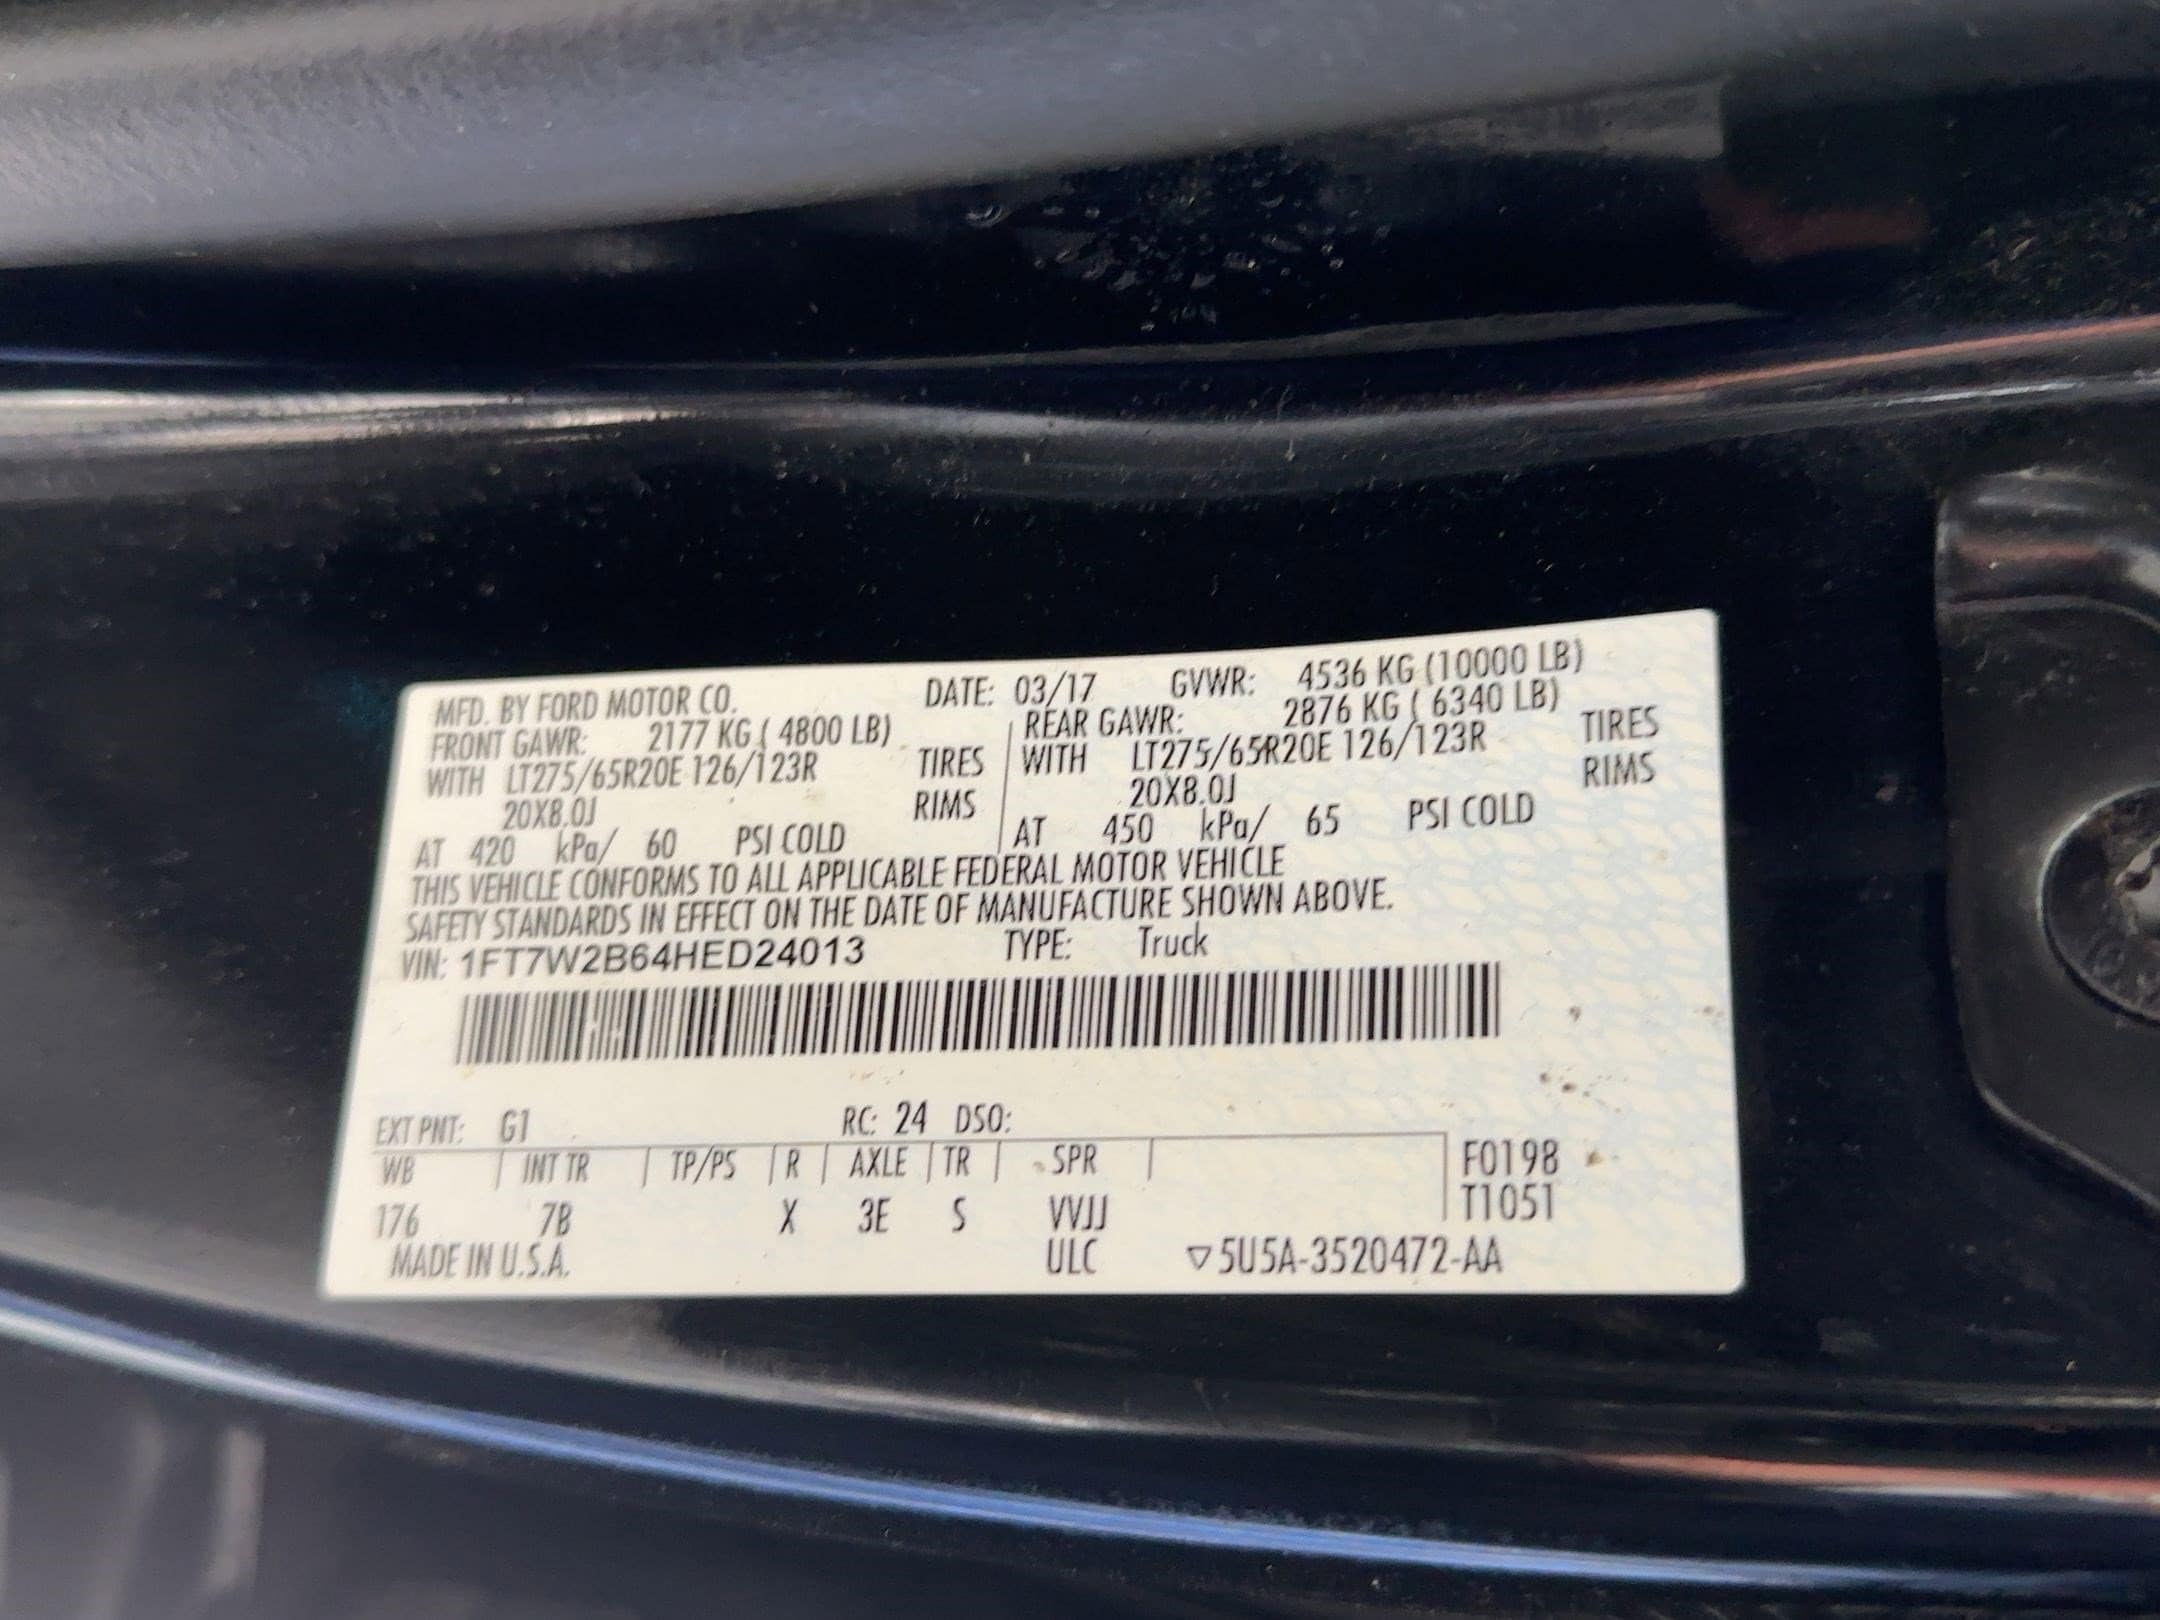 MFD. BY FORD MOTOR CO. DATE: 03/17 GVWR: 4536 KG (10000 LB)
FRONT GAWR: 2177 KG ( 4800 LB) REAR GAWR: 2876 KG ( 6340 LB)
WITH LT275/65R20E 126/123R TIRES WITH LT275/65R20E 126/123R TIRES
20X8.0J RIMS 20X8.0J RIMS
AT 420 kPa/ 60 PSI COLD AT 450 kPa/ 65 PSI COLD
THIS VEHICLE CONFORMS TO ALL APPLICABLE FEDERAL MOTOR VEHICLE
SAFETY STANDARDS IN EFFECT ON THE DATE OF MANUFACTURE SHOWN ABOVE.
VIN: 1FT7W2B64HED24013 TYPE: Truck
EXT PNT: G1 RC: 24 DSO:
WB INT TR TP/PS R AXLE TR SPR F0198
176 7B X 3E S VVJJ T1051
MADE IN U.S.A. ULC ▽5U5A-3520472-AA